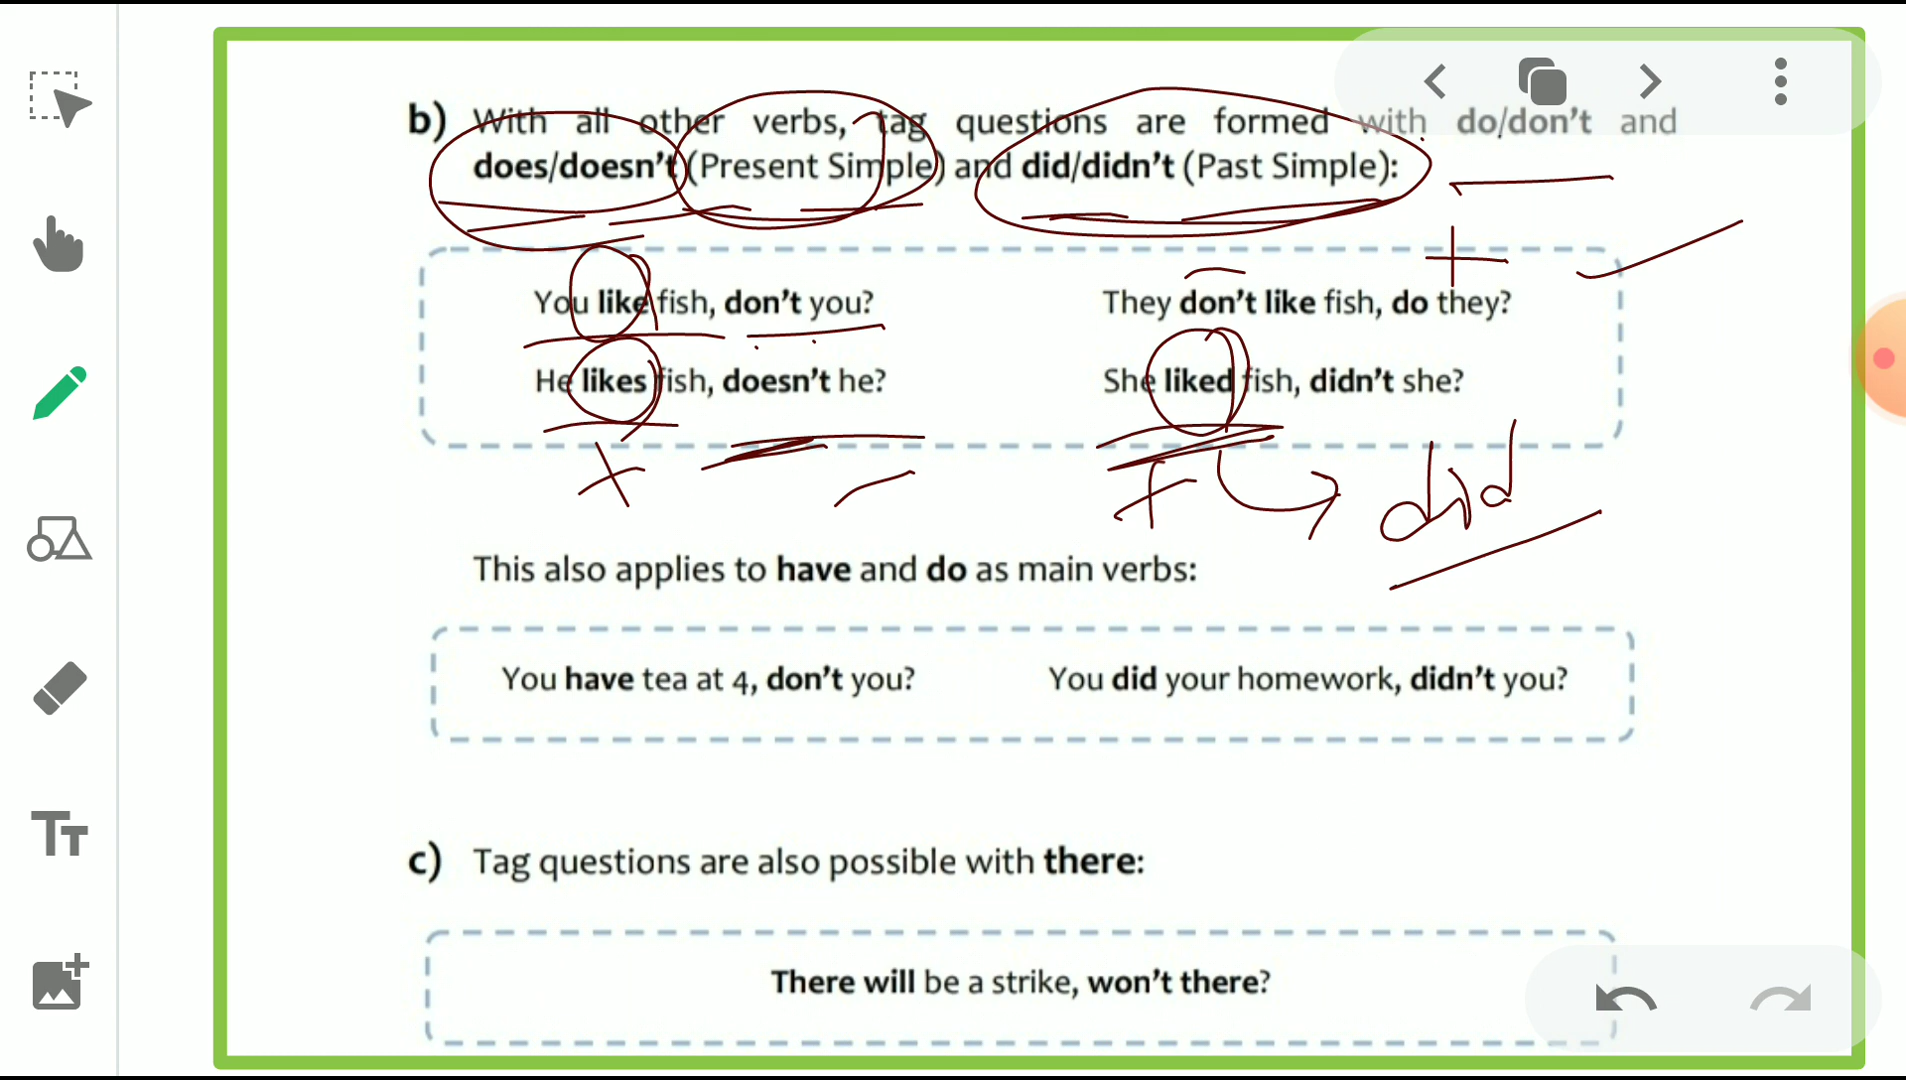 b) With all other verbs, tag questions are formed with do/don't and
does/doesn't (Present Simple) and did/didn't (Past Simple):
You like fish, don't you? They don't like fish, do they?
He likes fish, doesn't he? She liked fish, didn't she?
did
This also applies to have and do as main verbs:
You have tea at 4, don't you? You did your homework, didn't you?
c) Tag questions are also possible with there:
There will be a strike, won't there?
TT